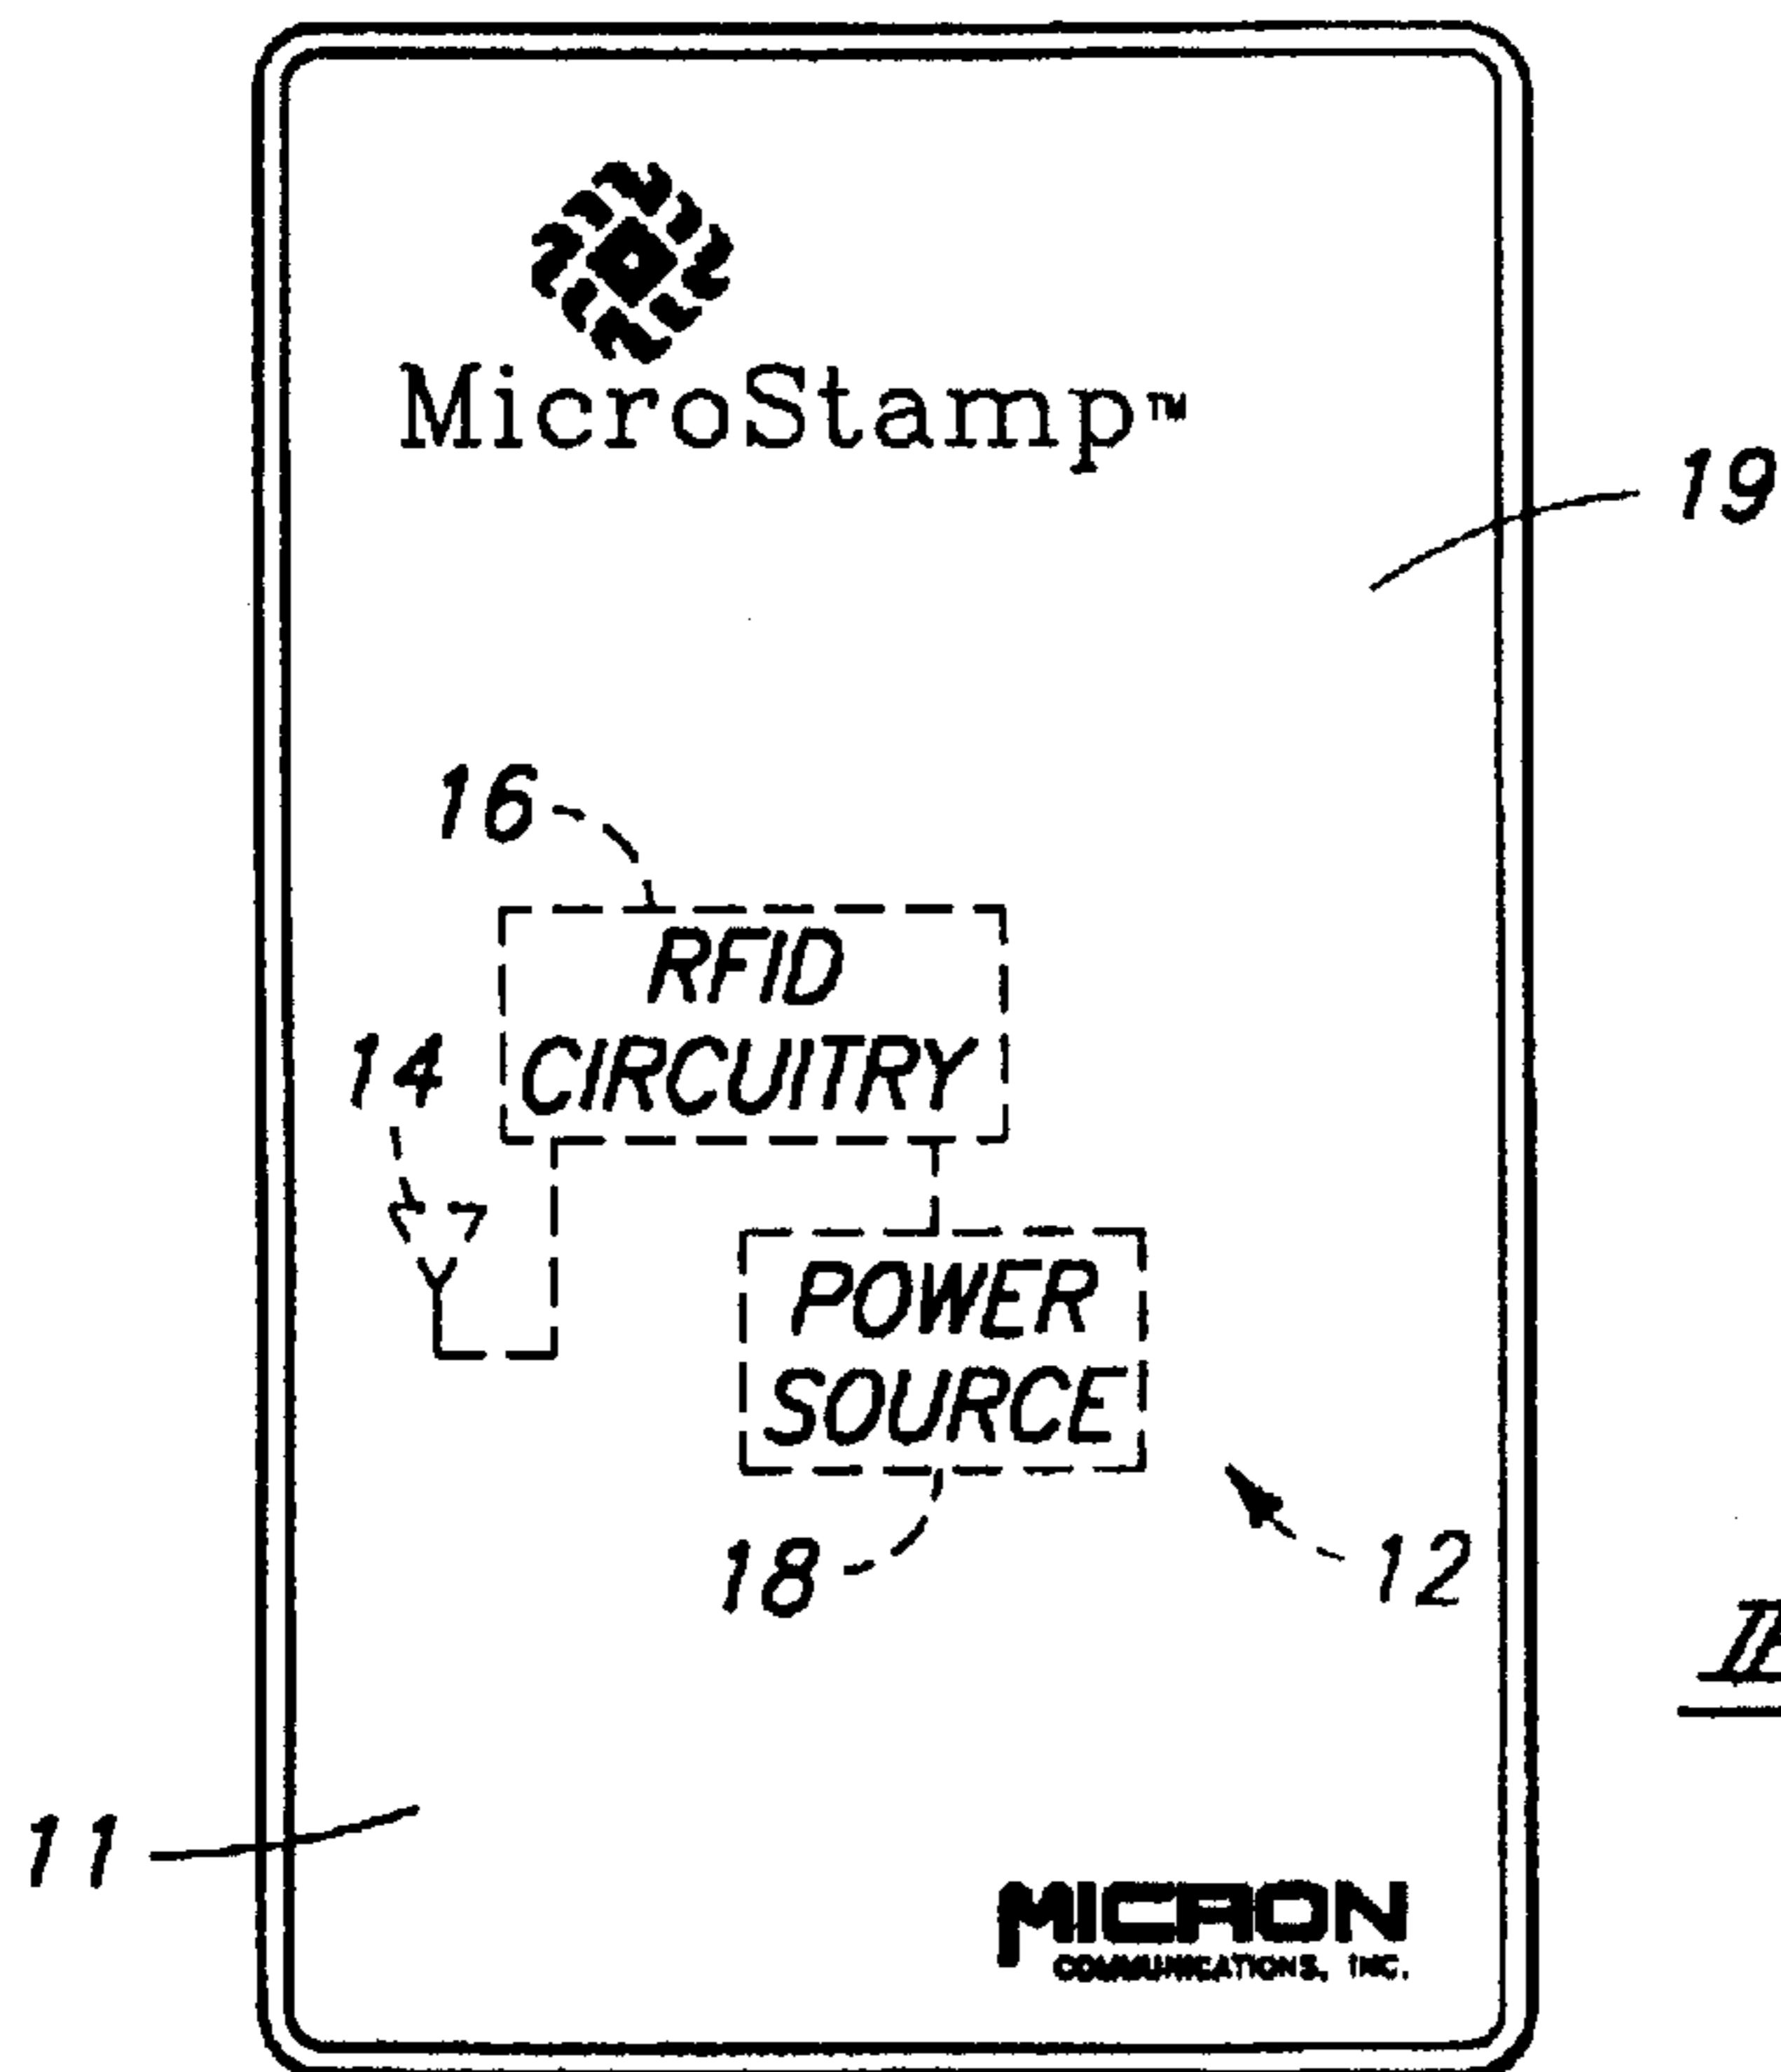 MicroStamp™
19
16
RFID
CIRCUITRY
14
POWER
SOURCE
18
12
11
MICRON
COMMUNICATIONS, INC.